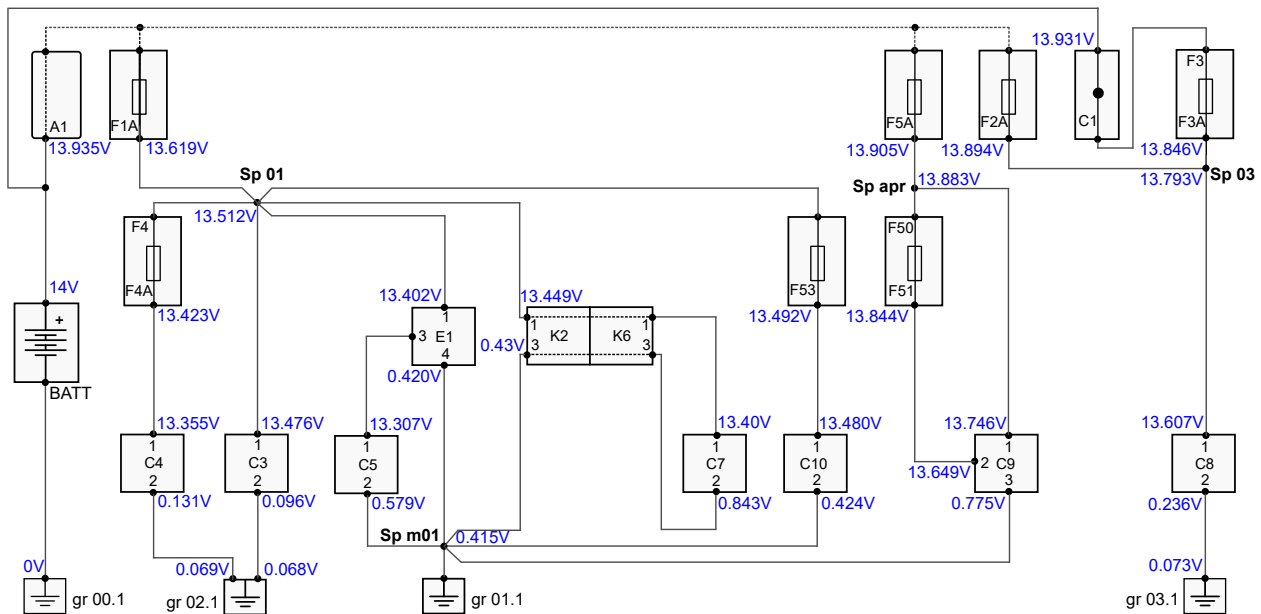 13.931V
F3
A1
F1A
F5A
F2A
C1
F3A
13.935V
13.619V
13.905V
13.894V
13.846V
Sp 01
Sp apr
13.883V
13.793V
Sp 03
13.512V
F4
F50
14V
F4A
13.402V
13.449V
F53
F51
13.423V
13.492V
13.844V
+
1
3
E1
4
0.43V
1
3
K2
K6
1
3
0.420V
BATT
13.355V
13.476V
13.307V
13.40V
13.480V
13.746V
13.607V
1
C4
2
1
C3
2
1
C5
2
1
C7
2
1
C10
2
13.649V
1
2
C9
3
1
C8
2
0.131V
0.096V
0.579V
0.843V
0.424V
0.775V
0.236V
Sp m01
0.415V
0V
0.069V
0.068V
0.073V
gr 00.1
gr 02.1
gr 01.1
gr 03.1